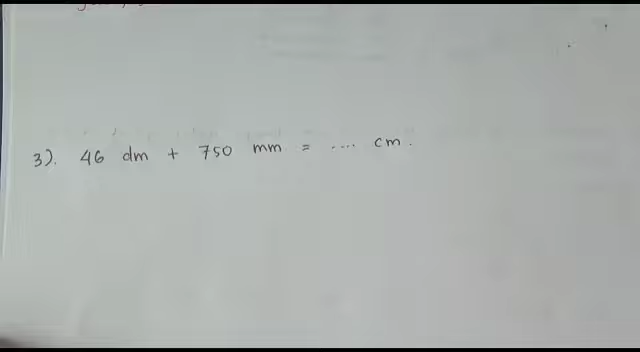 3). 46 dm + 750 mm = .... cm.